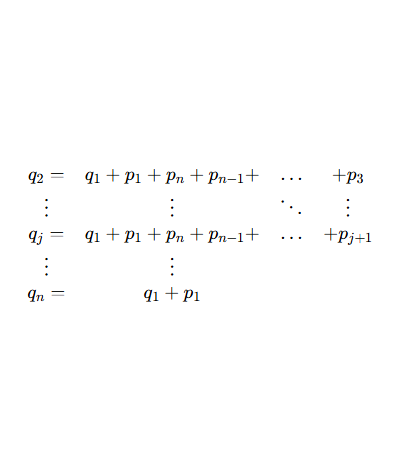 q₂ = q₁ + p₁ + pₙ + pₙ₋₁+ … +p₃
⋮ ⋮ ⋱ ⋮
qⱼ = q₁ + p₁ + pₙ + pₙ₋₁+ … +pⱼ₊₁
⋮ ⋮
qₙ = q₁ + p₁